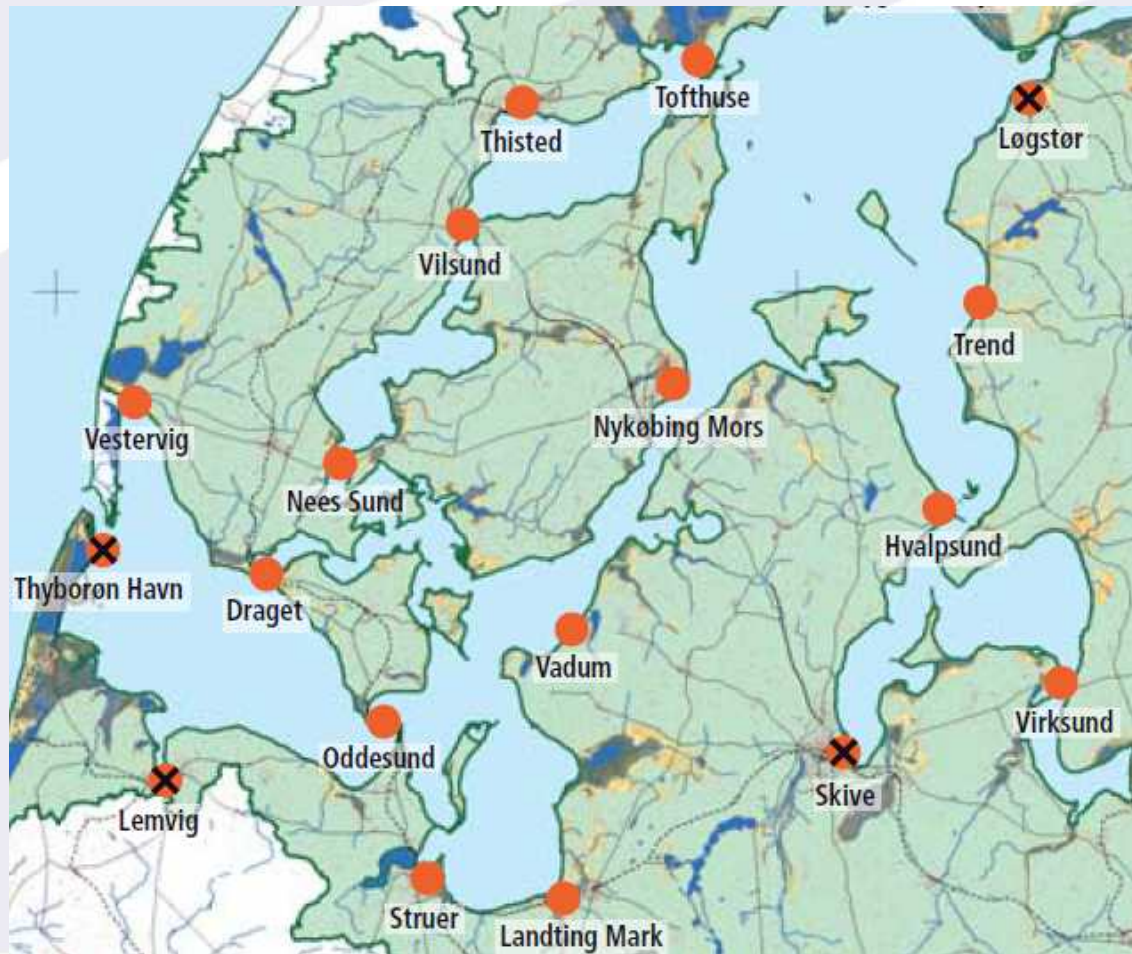 Tofthuse
Thisted
Løgstør
Vilsund
Trend
Nykøbing Mors
Vestervig
Nees Sund
Hvalpsund
Thyborøn Havn
Draget
Vadum
Virksund
Oddesund
Skive
Lemvig
Struer
Landting Mark